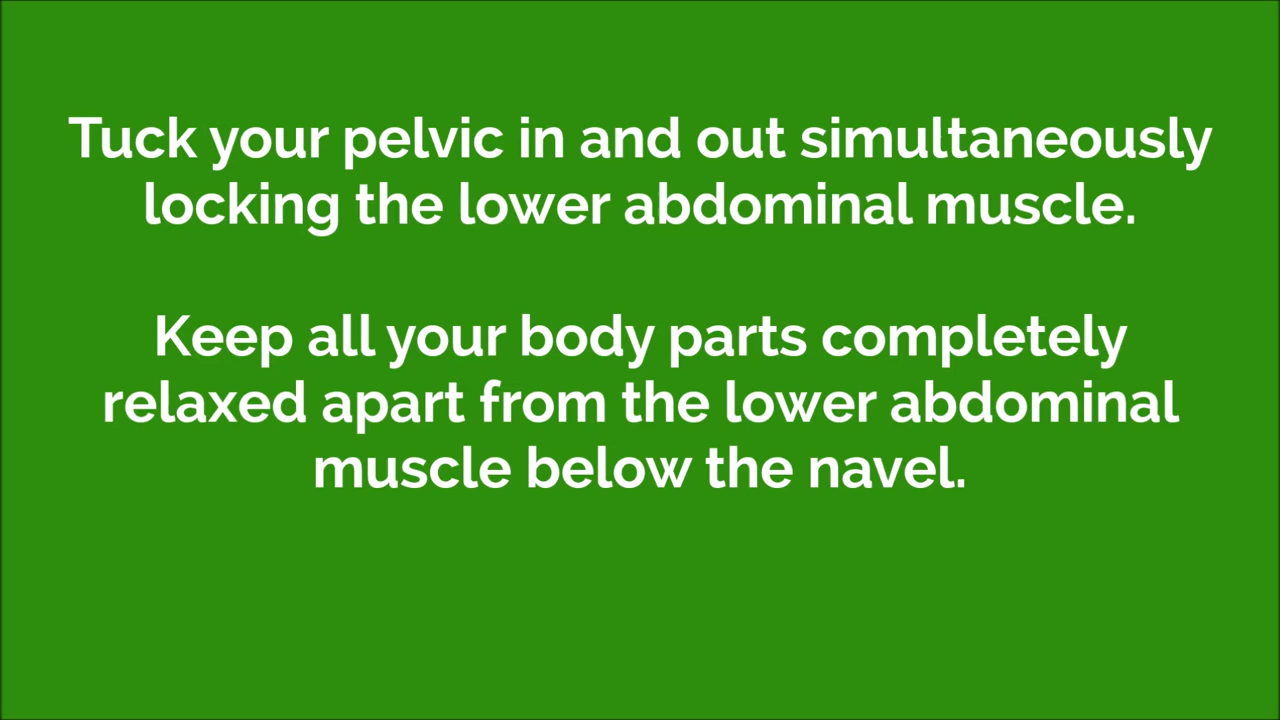 Tuck your pelvic in and out simultaneously
locking the lower abdominal muscle.
Keep all your body parts completely
relaxed apart from the lower abdominal
muscle below the navel.